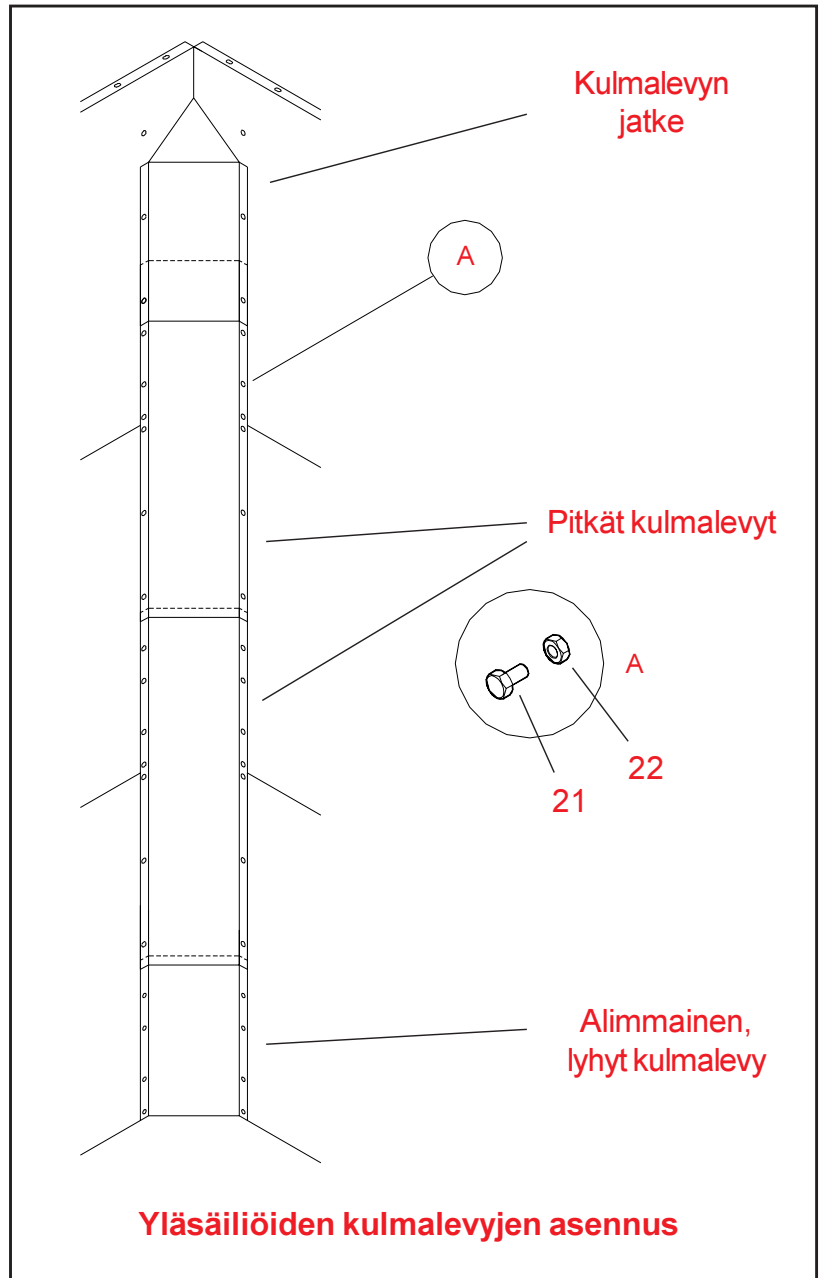 Kulmalevyn
jatke
A
Pitkät kulmalevyt
A
22
21
Alimmainen,
lyhyt kulmalevy
Yläsäiliöiden kulmalevyjen asennus